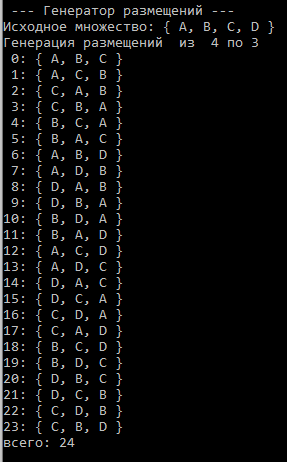 --- Генератор размещений ---
Исходное множество: { A, B, C, D }
Генерация размещений  из  4 по 3
 0: { A, B, C }
 1: { A, C, B }
 2: { C, A, B }
 3: { C, B, A }
 4: { B, C, A }
 5: { B, A, C }
 6: { A, B, D }
 7: { A, D, B }
 8: { D, A, B }
 9: { D, B, A }
10: { B, D, A }
11: { B, A, D }
12: { A, C, D }
13: { A, D, C }
14: { D, A, C }
15: { D, C, A }
16: { C, D, A }
17: { C, A, D }
18: { B, C, D }
19: { B, D, C }
20: { D, B, C }
21: { D, C, B }
22: { C, D, B }
23: { C, B, D }
всего: 24